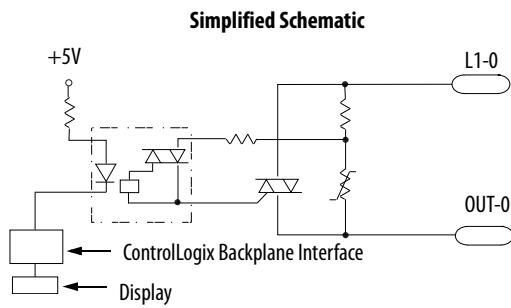 Simplified Schematic
+5V
L1-0
OUT-0
ControlLogix Backplane Interface
Display